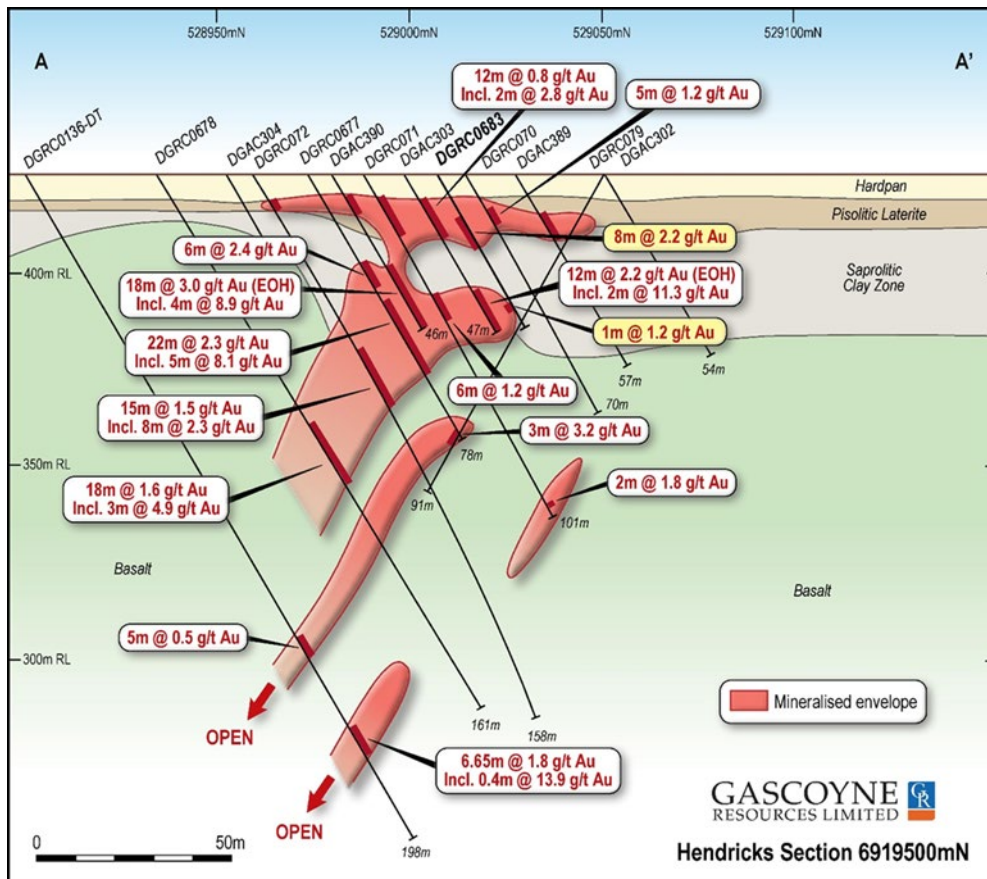 528950mN
529000mN
529050mN
529100mN
A
A'
12m @ 0.8 g/t Au
Incl. 2m @ 2.8 g/t Au
5m @ 1.2 g/t Au
DGRC0136-DT
DGRC0678
DGAC304
DGRC072
DGRC0677
DGAC390
DGRC071
DGAC303
DGRC0683
DGRC070
DGAC389
DGRC079
DGAC302
Hardpan
Pisolitic Laterite
8m @ 2.2 g/t Au
6m @ 2.4 g/t Au
400m RL
18m @ 3.0 g/t Au (EOH)
Incl. 4m @ 8.9 g/t Au
12m @ 2.2 g/t Au (EOH)
Incl. 2m @ 11.3 g/t Au
Saprolitic
Clay Zone
46m
47m
1m @ 1.2 g/t Au
22m @ 2.3 g/t Au
Incl. 5m @ 8.1 g/t Au
57m
54m
6m @ 1.2 g/t Au
70m
15m @ 1.5 g/t Au
Incl. 8m @ 2.3 g/t Au
3m @ 3.2 g/t Au
78m
350m RL
18m @ 1.6 g/t Au
Incl. 3m @ 4.9 g/t Au
2m @ 1.8 g/t Au
91m
101m
Basalt
Basalt
5m @ 0.5 g/t Au
300m RL
Mineralised envelope
161m
158m
OPEN
6.65m @ 1.8 g/t Au
Incl. 0.4m @ 13.9 g/t Au
OPEN
GASCOYNE
RESOURCES LIMITED
GR
0
50m
198m
Hendricks Section 6919500mN